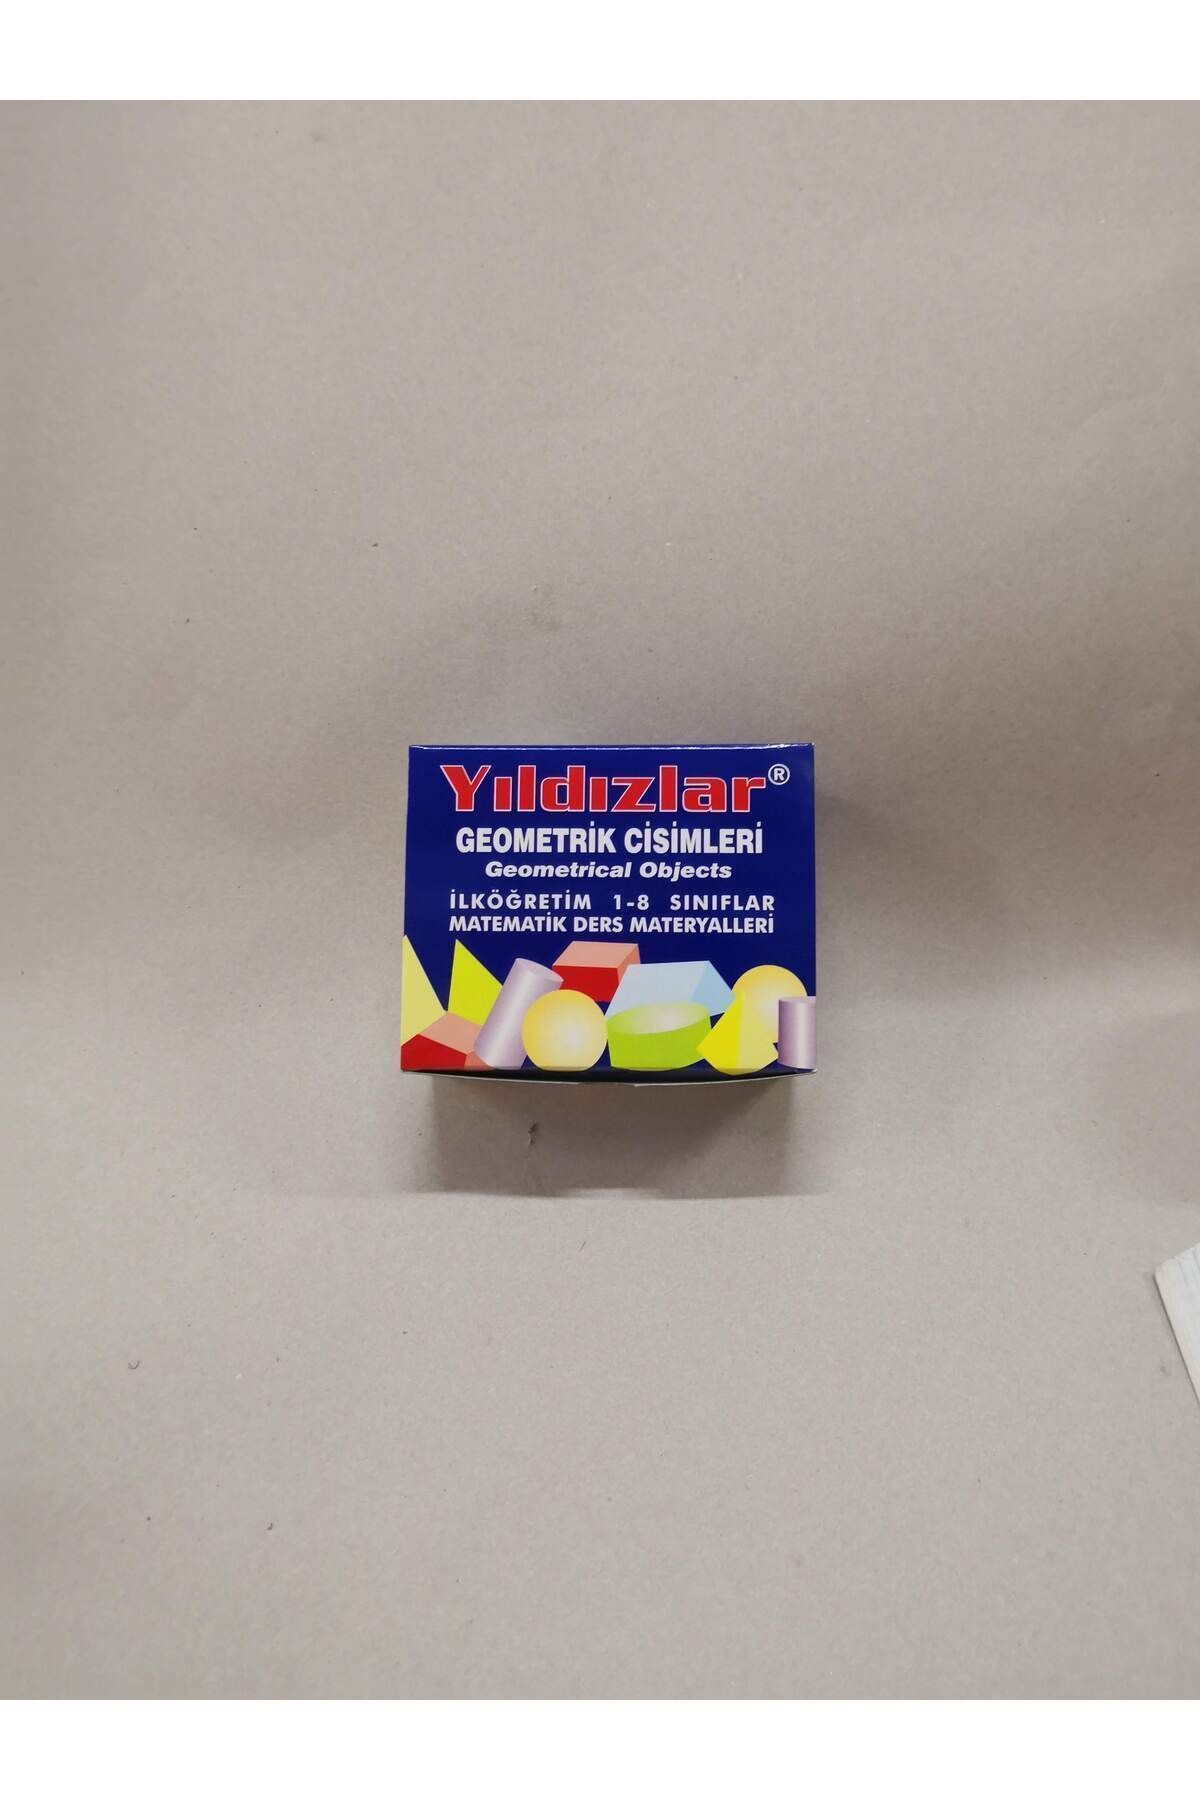 Yıldızlar®
GEOMETRİK CİSİMLERİ
Geometrical Objects
İLKÖĞRETİM 1-8 SINIFLAR
MATEMATİK DERS MATERYALLERİ